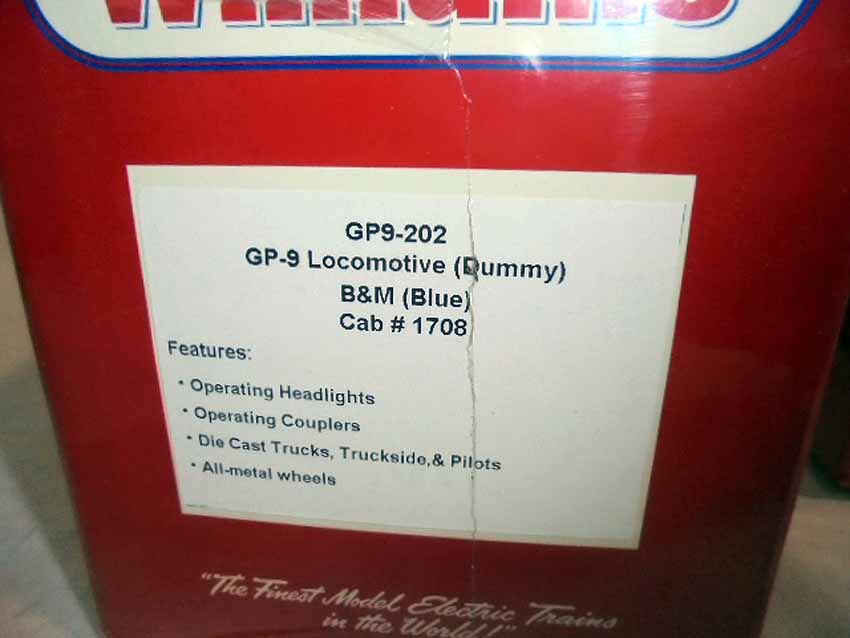 GP9-202
GP-9 Locomotive (Dummy)
B&M (Blue)
Cab # 1708
Features:
• Operating Headlights
• Operating Couplers
• Die Cast Trucks, Truckside,& Pilots
• All-metal wheels
"The Finest Model Electric Trains
in the World!"